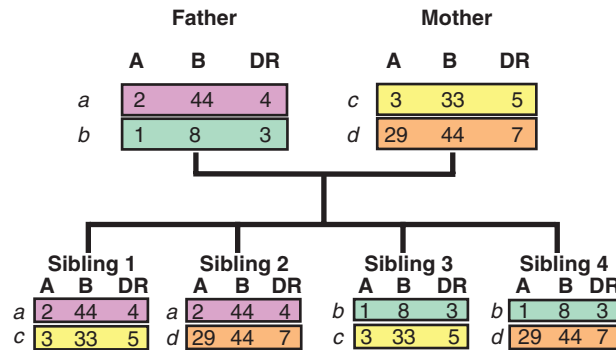 Father Mother
A B DR A B DR
a 2 44 4 c 3 33 5
b 1 8 3 d 29 44 7
Sibling 1 Sibling 2 Sibling 3 Sibling 4
A B DR A B DR A B DR A B DR
a 2 44 4 a 2 44 4 b 1 8 3 b 1 8 3
c 3 33 5 d 29 44 7 c 3 33 5 d 29 44 7